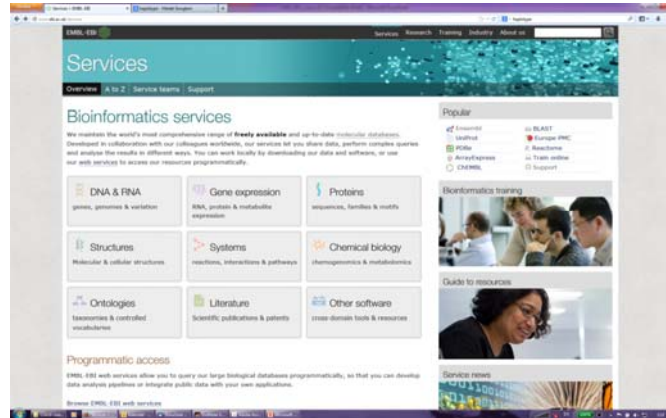 Services < EMBL-EBI
EMBL-EBI
Services Research Training Industry About us
Services
Overview A to Z Service teams Support
Bioinformatics services
We maintain the world's most comprehensive range of freely available and up-to-date molecular databases.
Developed in collaboration with our colleagues worldwide, our services let you share data, perform complex queries
and analyse the results in different ways. You can work locally by downloading our data and software, or use
our web services to access our resources programmatically.
DNA & RNA
genes, genomes & variation
Gene expression
RNA, protein & metabolite
expression
Proteins
sequences, families & motifs
Structures
Molecular & cellular structures
Systems
reactions, interactions & pathways
Chemical biology
chemogenomics & metabolomics
Ontologies
taxonomies & controlled
vocabularies
Literature
Scientific publications & patents
Other software
cross-domain tools & resources
Programmatic access
EMBL-EBI web services allow you to query our large biological databases programmatically, so that you can develop
data analysis pipelines or integrate public data with your own applications.
Browse EMBL-EBI web services
Popular
Ensembl
BLAST
UniProt
Europe PMC
PDBe
Reactome
ArrayExpress
Train online
ChEMBL
Support
Bioinformatics training
Guide to resources
Service news